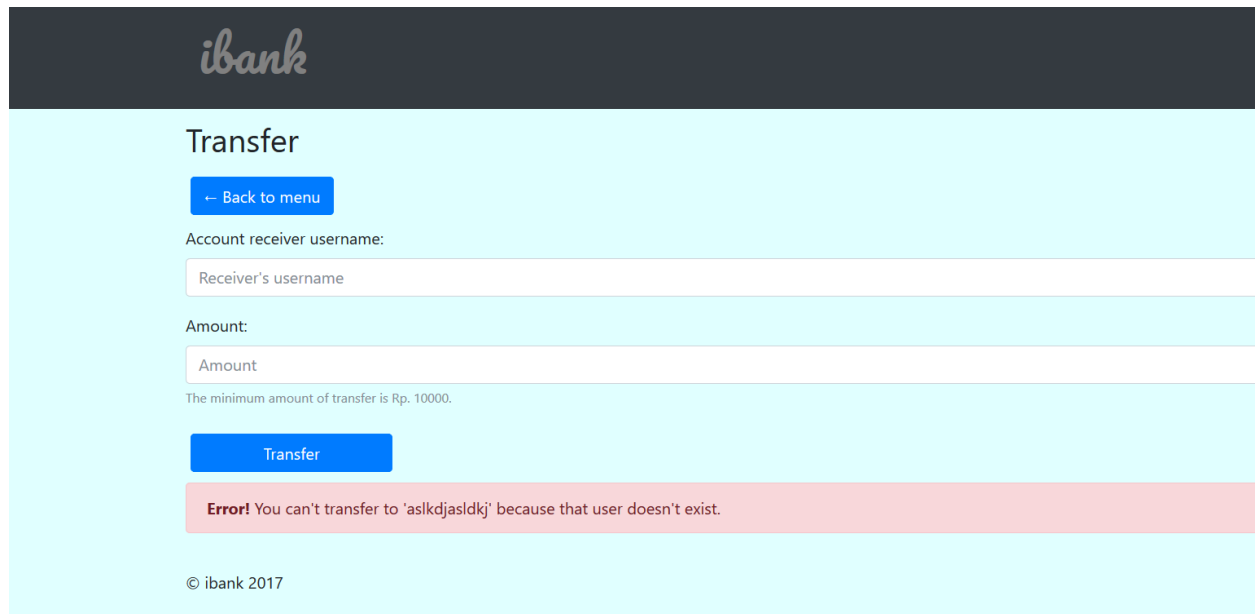 ibank
Transfer
← Back to menu
Account receiver username:
Receiver's username
Amount:
Amount
The minimum amount of transfer is Rp. 10000.
Transfer
Error! You can't transfer to 'aslkdjasldkj' because that user doesn't exist.
© ibank 2017